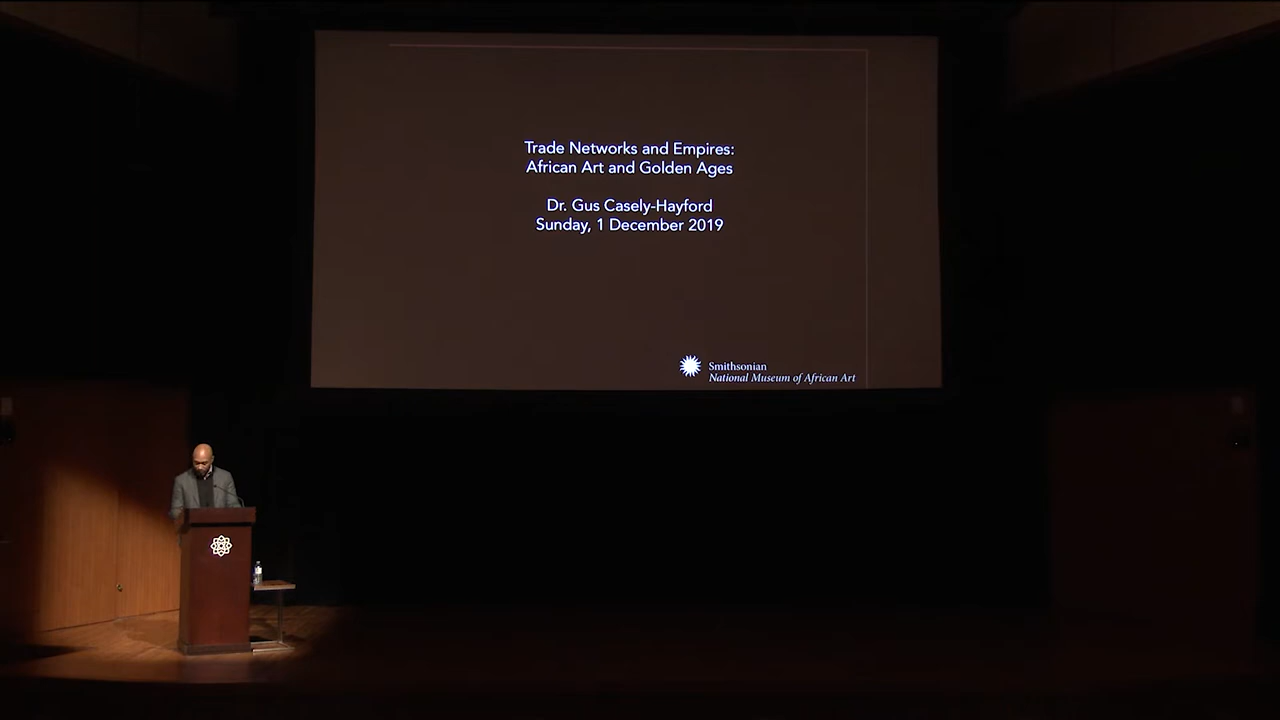 Trade Networks and Empires:
African Art and Golden Ages
Dr. Gus Casely-Hayford
Sunday, 1 December 2019
Smithsonian
National Museum of African Art